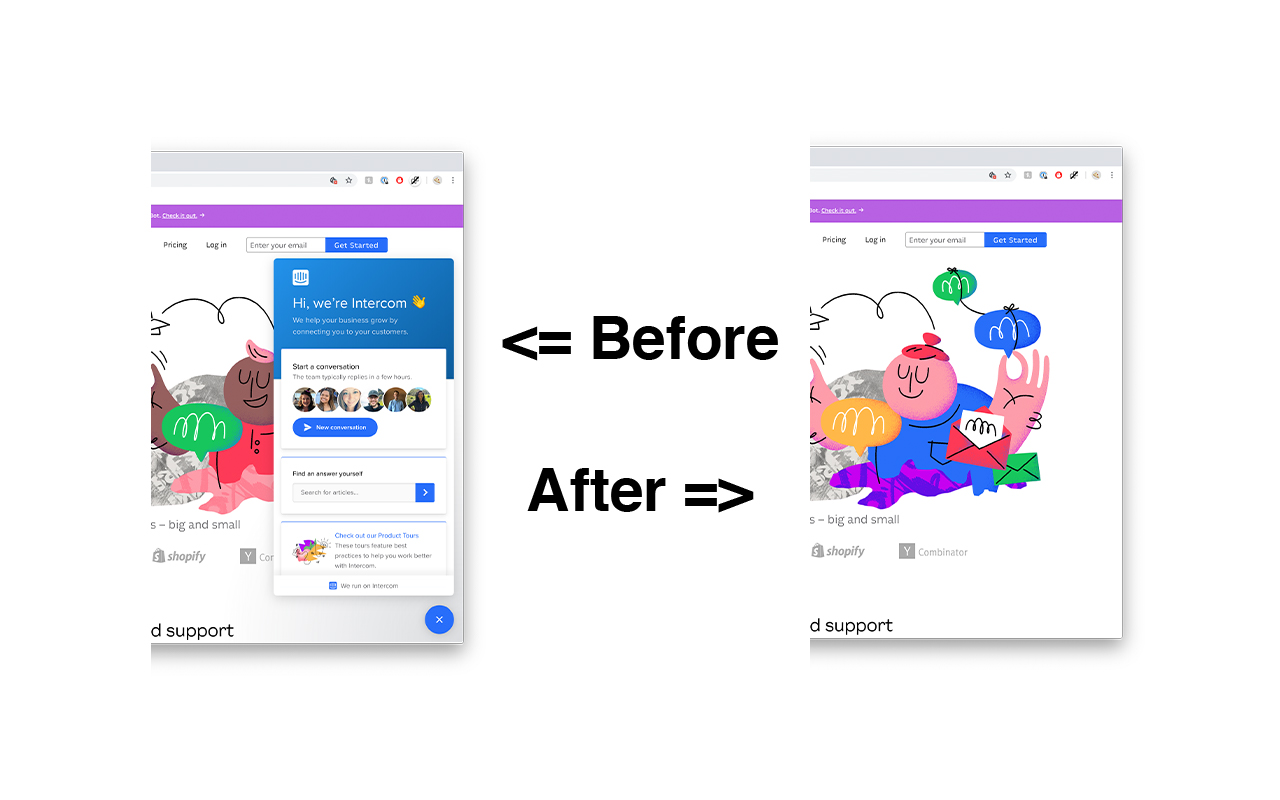 lot. Check it out. →
Pricing
Log in
Enter your email
Get Started
Hi, we're Intercom 👋
We help your business grow by
connecting you to your customers.
Start a conversation
The team typically replies in a few hours.
New conversation
Find an answer yourself
Search for articles...
Check out our Product Tours
These tours feature best
practices to help you work better
with Intercom.
We run on Intercom
s – big and small
shopify
Y Com
d support
<= Before
After =>
lot. Check it out. →
Pricing
Log in
Enter your email
Get Started
s – big and small
shopify
Y Combinator
d support